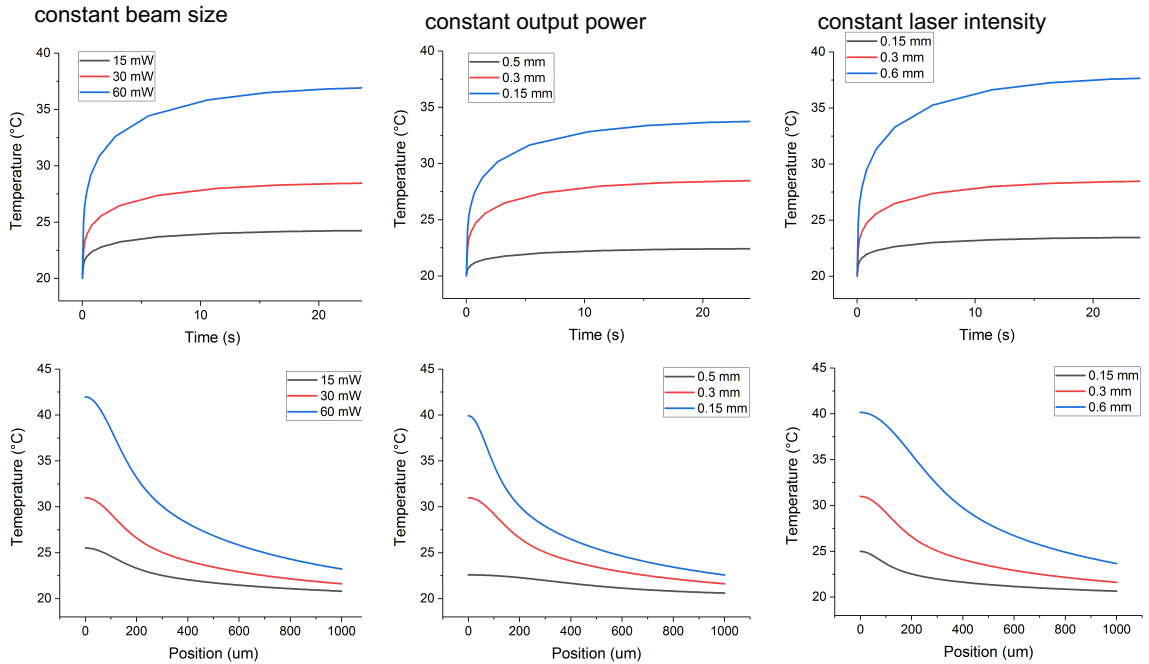 constant beam size
constant output power
constant laser intensity
40
35
30
25
20
Temperature (°C)
15 mW
30 mW
60 mW
0
10
20
Time (s)
40
35
30
25
20
Temperature (°C)
0.5 mm
0.3 mm
0.15 mm
0
10
20
Time (s)
40
35
30
25
20
Temperature (°C)
0.15 mm
0.3 mm
0.6 mm
0
10
20
Time (s)
45
40
35
30
25
20
Temeprature (°C)
15 mW
30 mW
60 mW
0
200
400
600
800
1000
Position (um)
45
40
35
30
25
20
Temperature (°C)
0.5 mm
0.3 mm
0.15 mm
0
200
400
600
800
1000
Position (um)
45
40
35
30
25
20
Temperature (°C)
0.15 mm
0.3 mm
0.6 mm
0
200
400
600
800
1000
Position (um)